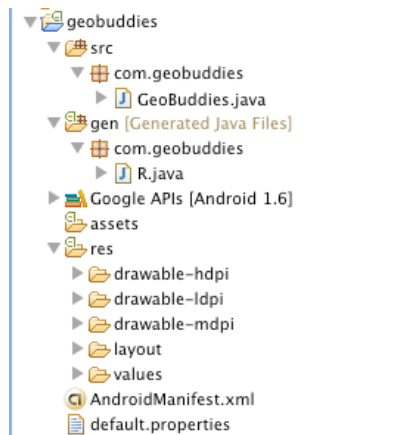 geobuddies
src
com.geobuddies
GeoBuddies.java
gen [Generated Java Files]
com.geobuddies
R.java
Google APIs [Android 1.6]
assets
res
drawable-hdpi
drawable-ldpi
drawable-mdpi
layout
values
AndroidManifest.xml
default.properties